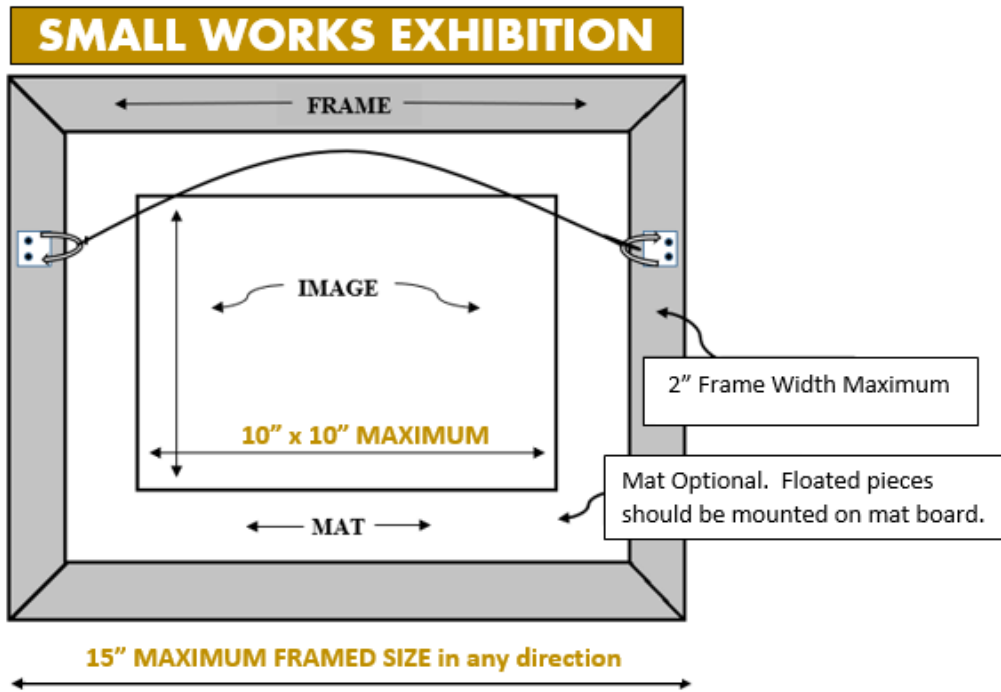 SMALL WORKS EXHIBITION
FRAME
IMAGE
2” Frame Width Maximum
10” x 10” MAXIMUM
Mat Optional.  Floated pieces
should be mounted on mat board.
MAT
15” MAXIMUM FRAMED SIZE in any direction